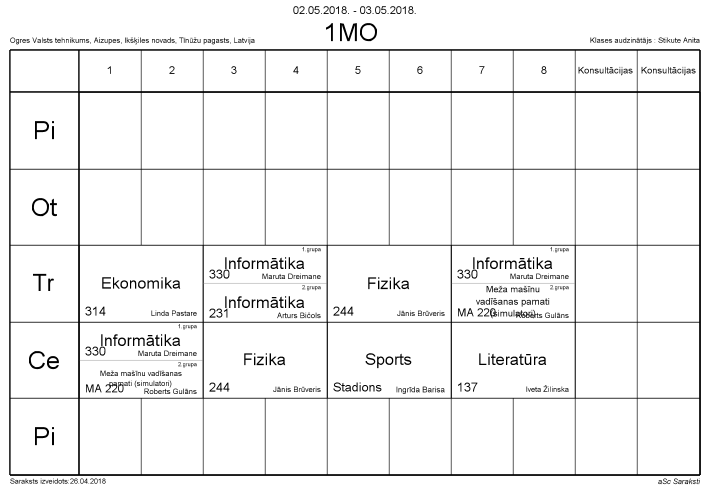 02.05.2018. - 03.05.2018.
1MO
Ogres Valsts tehnikums, Aizupes, Ikšķiles novads, Tīnūžu pagasts, Latvija
Klases audzinātājs : Stikute Anita
1 2 3 4 5 6 7 8 Konsultācijas Konsultācijas
Pi
Ot
Tr
Ekonomika
314 Linda Pastare
1.grupa
Informātika
330 Maruta Dreimane
2.grupa
Informātika
231 Arturs Bičols
Fizika
244 Jānis Brūveris
1.grupa
Informātika
330 Maruta Dreimane
2.grupa
Meža mašīnu
vadīšanas pamati
(simulatori)
MA 220 Roberts Gulāns
Ce
1.grupa
Informātika
330 Maruta Dreimane
2.grupa
Meža mašīnu vadīšanas
pamati (simulatori)
MA 220 Roberts Gulāns
Fizika
244 Jānis Brūveris
Sports
Stadions Ingrīda Barisa
Literatūra
137 Iveta Žilinska
Pi
Saraksts izveidots:26.04.2018
aSc Saraksti